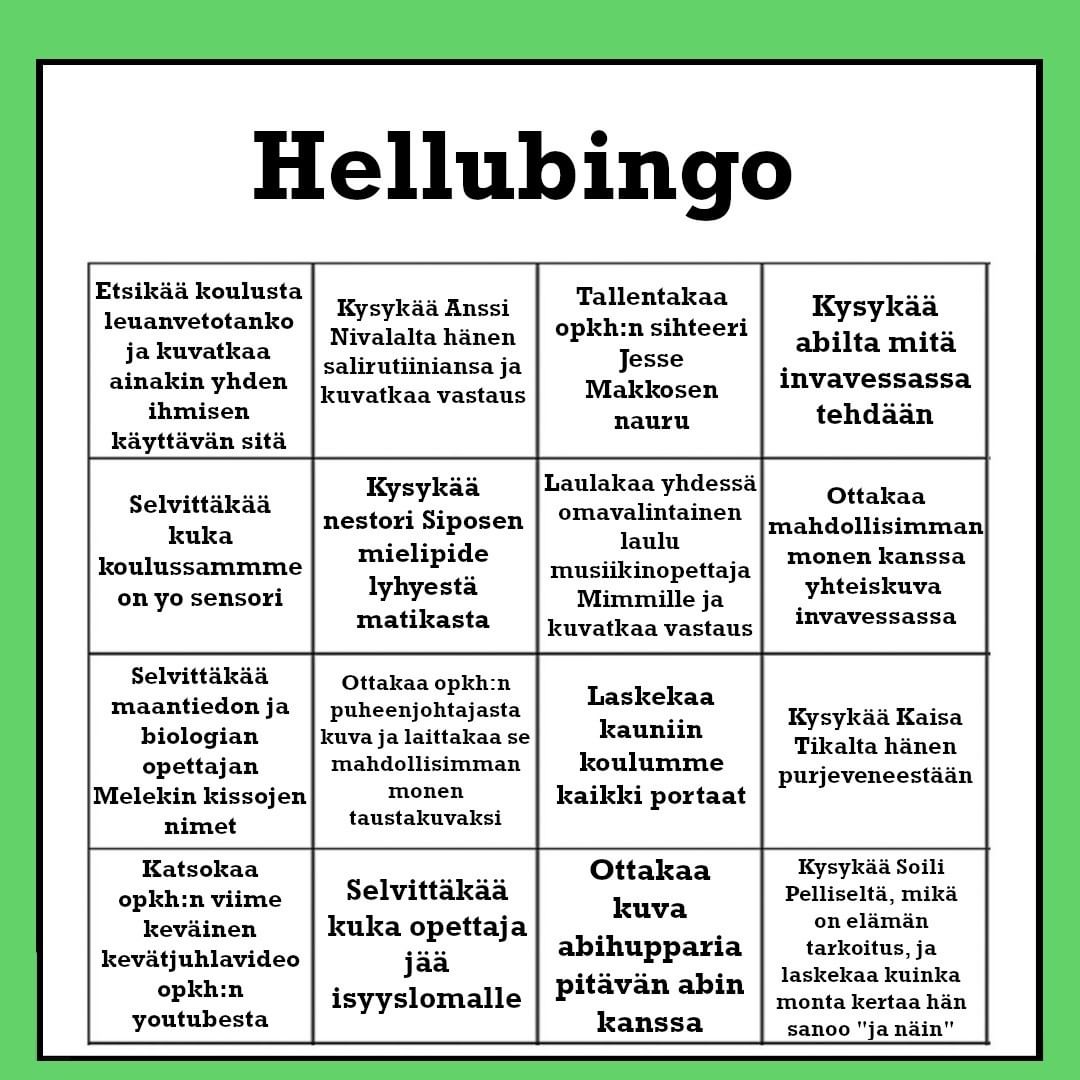 Hellubingo
Etsikää koulusta
leuanvetotanko
ja kuvatkaa
ainakin yhden
ihmisen
käyttävän sitä
Kysykää Anssi
Nivalalta hänen
salirutiiniansa ja
kuvatkaa vastaus
Tallentakaa
opkh:n sihteeri
Jesse
Makkosen
nauru
Kysykää
abilta mitä
invavessassa
tehdään
Selvittäkää
kuka
koulussammme
on yo sensori
Kysykää
nestori Siposen
mielipide
lyhyestä
matikasta
Laulakaa yhdessä
omavalintainen
laulu
musiikinopettaja
Mimmille ja
kuvatkaa vastaus
Ottakaa
mahdollisimman
monen kanssa
yhteiskuva
invavessassa
Selvittäkää
maantiedon ja
biologian
opettajan
Melekin kissojen
nimet
Ottakaa opkh:n
puheenjohtajasta
kuva ja laittakaa se
mahdollisimman
monen
taustakuvaksi
Laskekaa
kauniin
koulumme
kaikki portaat
Kysykää Kaisa
Tikalta hänen
purjeveneestään
Katsokaa
opkh:n viime
keväinen
kevätjuhlavideo
opkh:n
youtubesta
Selvittäkää
kuka opettaja
jää
isyyslomalle
Ottakaa
kuva
abihupparia
pitävän abin
kanssa
Kysykää Soili
Pelliseltä, mikä
on elämän
tarkoitus, ja
laskekaa kuinka
monta kertaa hän
sanoo "ja näin"